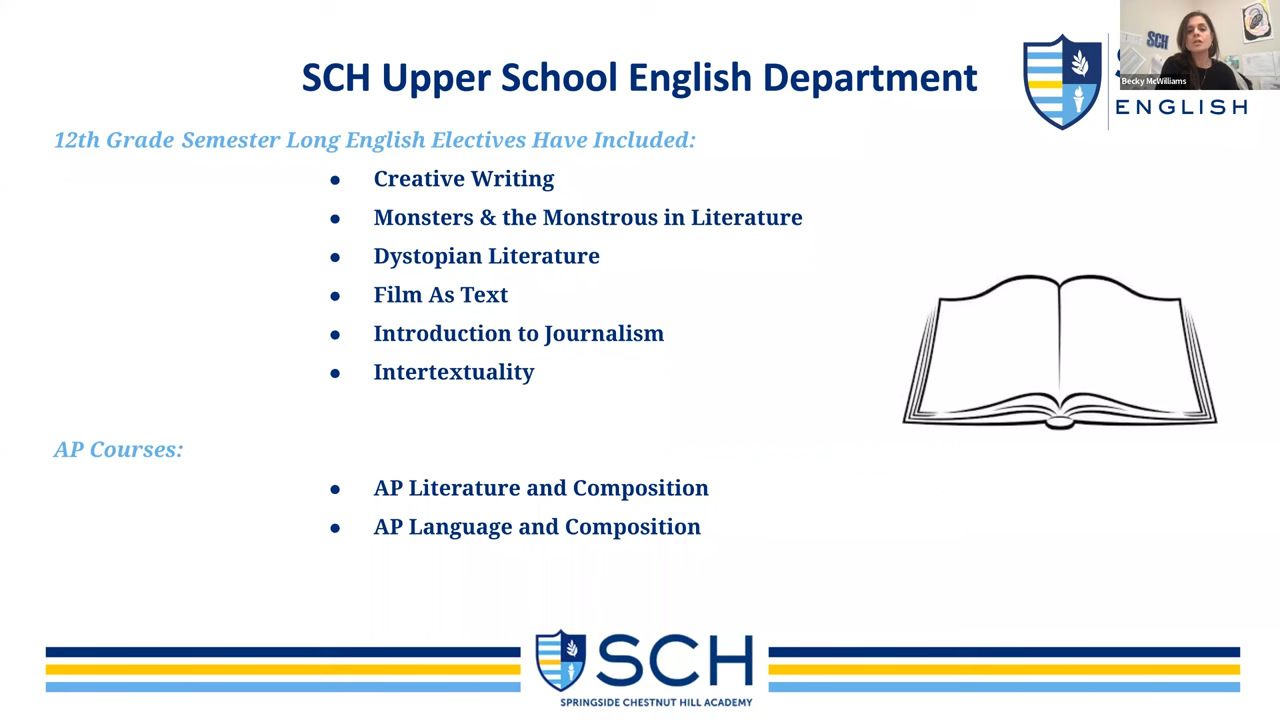 SCH Upper School English Department
SCH
Becky McWilliams
ENGLISH
12th Grade Semester Long English Electives Have Included:
● Creative Writing
● Monsters & the Monstrous in Literature
● Dystopian Literature
● Film As Text
● Introduction to Journalism
● Intertextuality
AP Courses:
● AP Literature and Composition
● AP Language and Composition
SCH
SPRINGSIDE CHESTNUT HILL ACADEMY